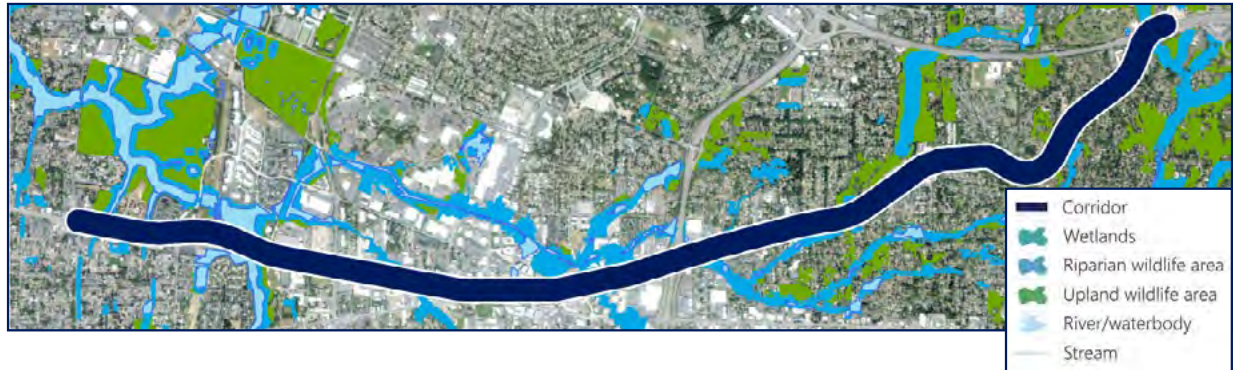 Corridor
Wetlands
Riparian wildlife area
Upland wildlife area
River/waterbody
Stream